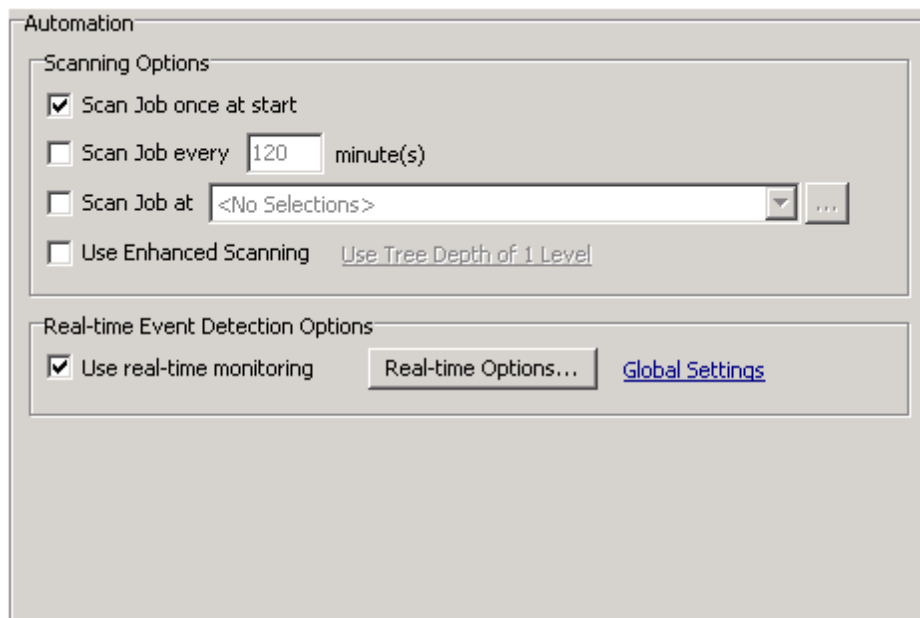 Automation
Scanning Options
Scan Job once at start
Scan Job every 120 minute(s)
Scan Job at <No Selections> ...
Use Enhanced Scanning Use Tree Depth of 1 Level
Real-time Event Detection Options
Use real-time monitoring Real-time Options... Global Settings